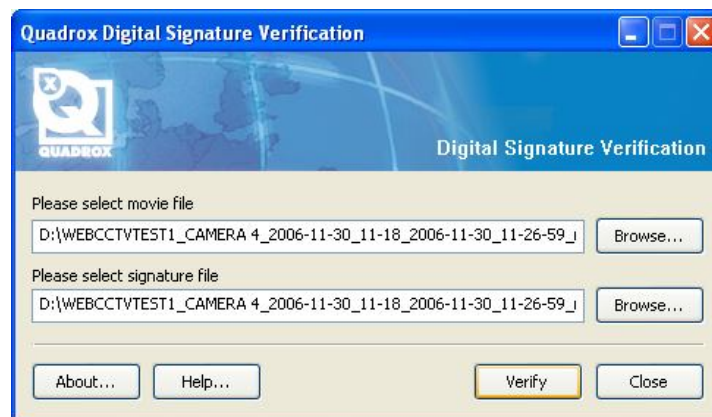 Quadrox Digital Signature Verification
QUADROX
Digital Signature Verification
Please select movie file
D:\WEBCCTVTEST1_CAMERA 4_2006-11-30_11-18_2006-11-30_11-26-59_
Browse...
Please select signature file
D:\WEBCCTVTEST1_CAMERA 4_2006-11-30_11-18_2006-11-30_11-26-59_
Browse...
About...
Help...
Verify
Close